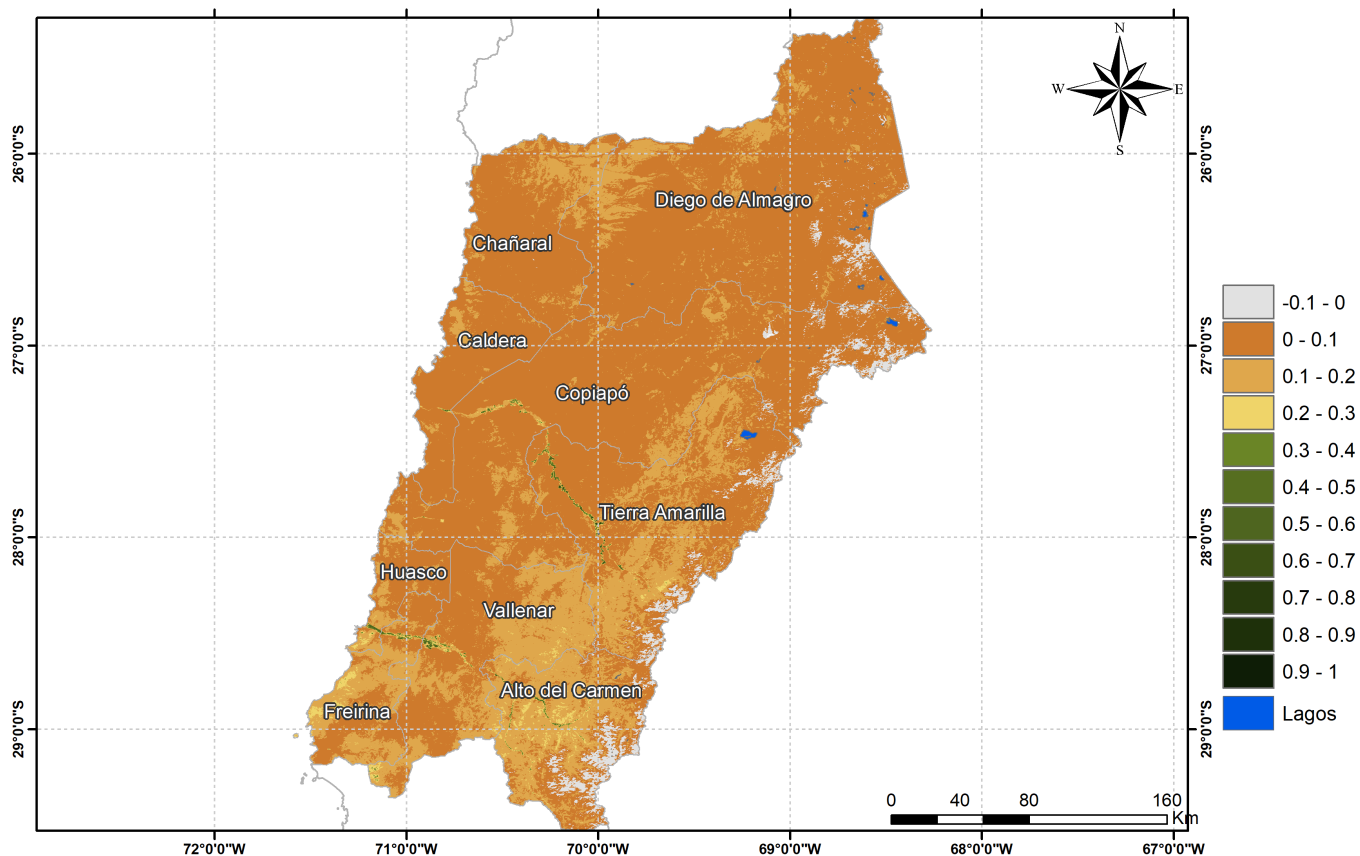 N
W E
S
26°0'0"S
26°0'0"S
Diego de Almagro
Chañaral
-0.1 - 0
Caldera
0 - 0.1
27°0'0"S
27°0'0"S
0.1 - 0.2
Copiapó
0.2 - 0.3
0.3 - 0.4
0.4 - 0.5
Tierra Amarilla
0.5 - 0.6
28°0'0"S
28°0'0"S
0.6 - 0.7
Huasco
0.7 - 0.8
Vallenar
0.8 - 0.9
0.9 - 1
Alto del Carmen
Freirina
Lagos
29°0'0"S
29°0'0"S
0 40 80 160
Km
72°0'0"W 71°0'0"W 70°0'0"W 69°0'0"W 68°0'0"W 67°0'0"W